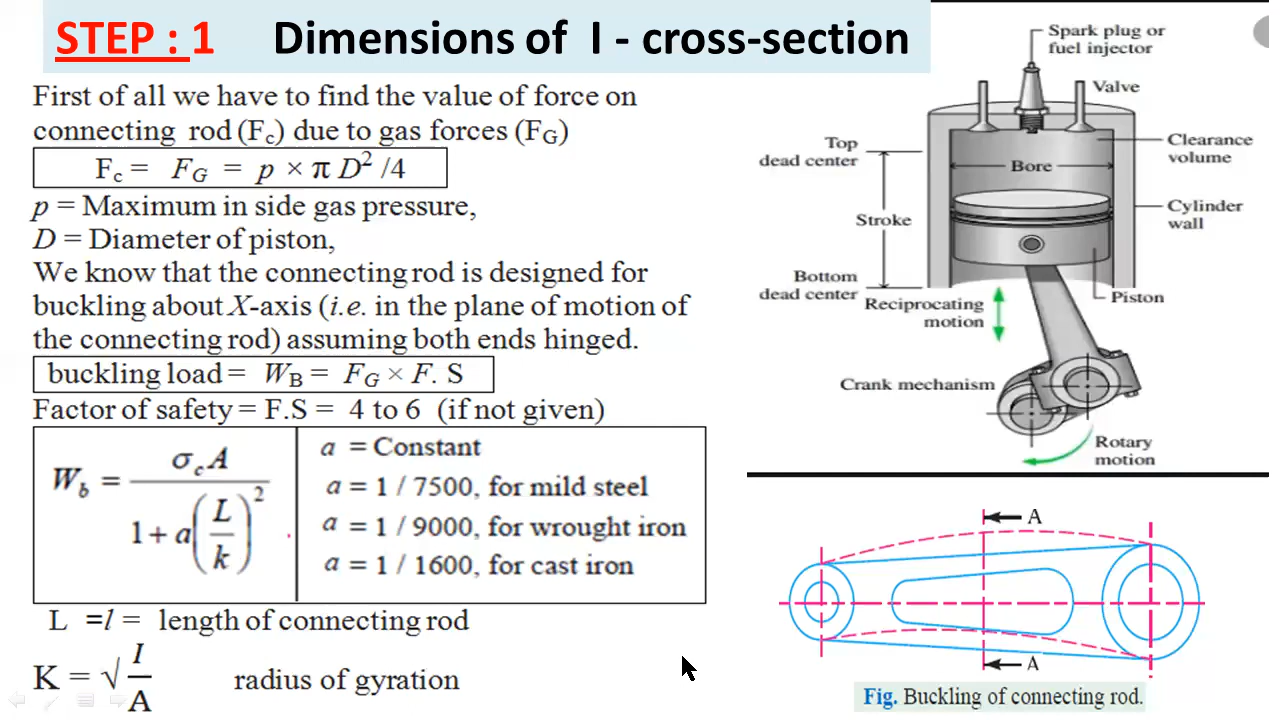 STEP : 1 Dimensions of I - cross-section
First of all we have to find the value of force on
connecting rod (Fc) due to gas forces (FG)
Fc = FG = p × π D² /4
p = Maximum in side gas pressure,
D = Diameter of piston,
We know that the connecting rod is designed for
buckling about X-axis (i.e. in the plane of motion of
the connecting rod) assuming both ends hinged.
buckling load = WB = FG × F. S
Factor of safety = F.S = 4 to 6 (if not given)
Wb = σc A / 1 + a (L / k)²
a = Constant
a = 1 / 7500, for mild steel
a = 1 / 9000, for wrought iron
a = 1 / 1600, for cast iron
L =l = length of connecting rod
K = √ I / A radius of gyration
Spark plug or
fuel injector
Valve
Top
dead center
Clearance
volume
Bore
Stroke
Cylinder
wall
Bottom
dead center
Reciprocating
motion
Piston
Crank mechanism
Rotary
motion
A
A
Fig. Buckling of connecting rod.